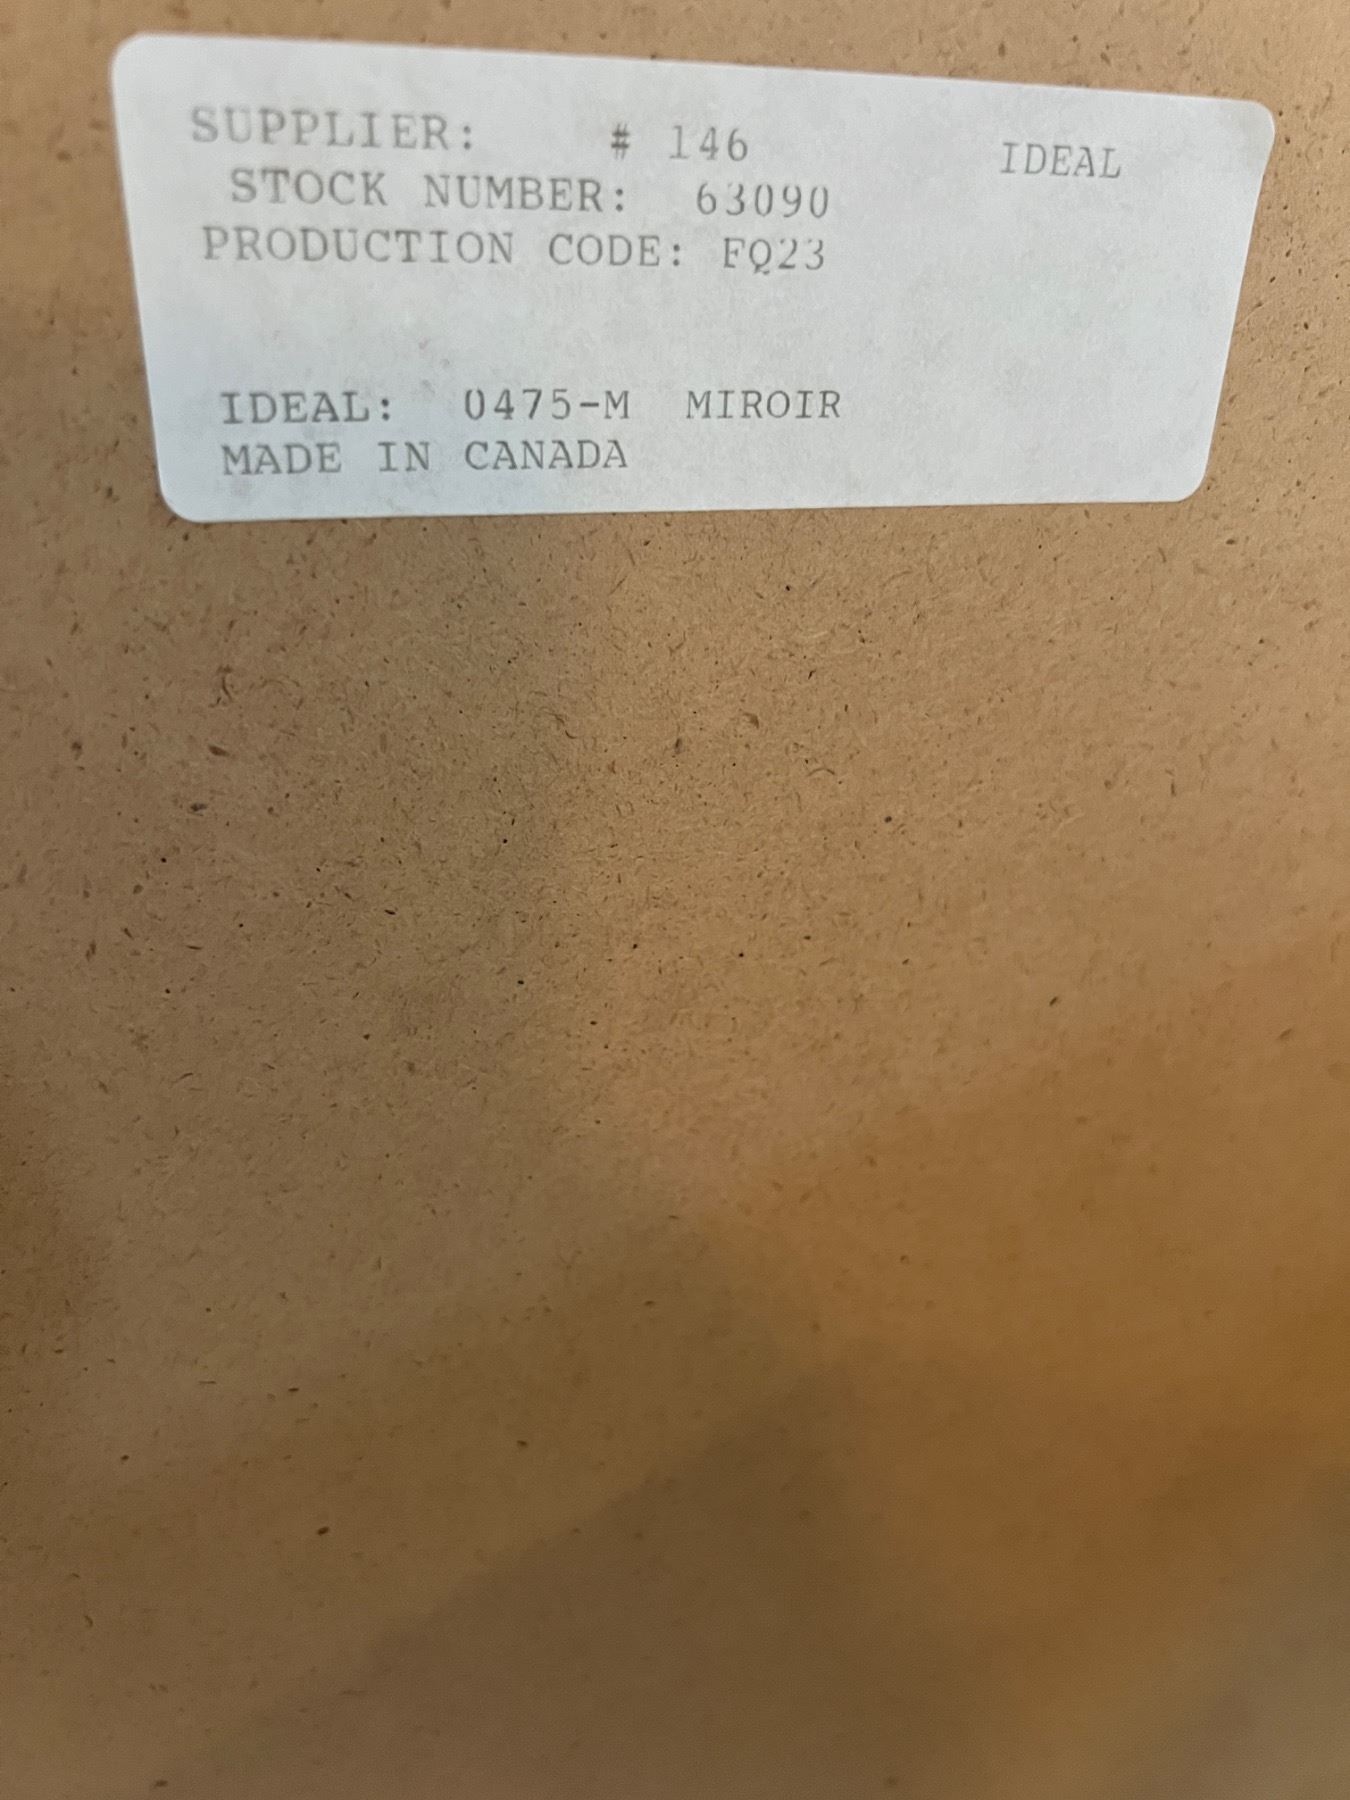 SUPPLIER: # 146 IDEAL
STOCK NUMBER: 63090
PRODUCTION CODE: FQ23
IDEAL: 0475-M MIROIR
MADE IN CANADA